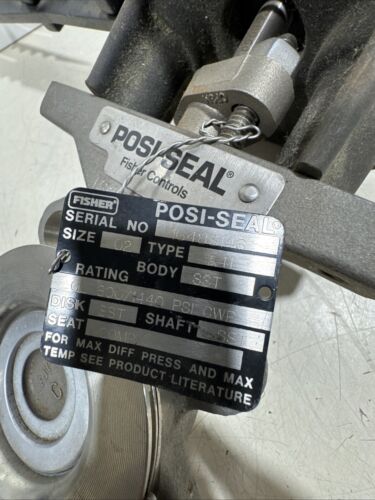 POSI-SEAL®
Fisher Controls
FISHER® POSI-SEAL®
SERIAL NO
SIZE 02 TYPE
BODY SST
RATING
PSI CWP
DISK SST SHAFT
SEAT
FOR MAX DIFF PRESS AND MAX
TEMP SEE PRODUCT LITERATURE